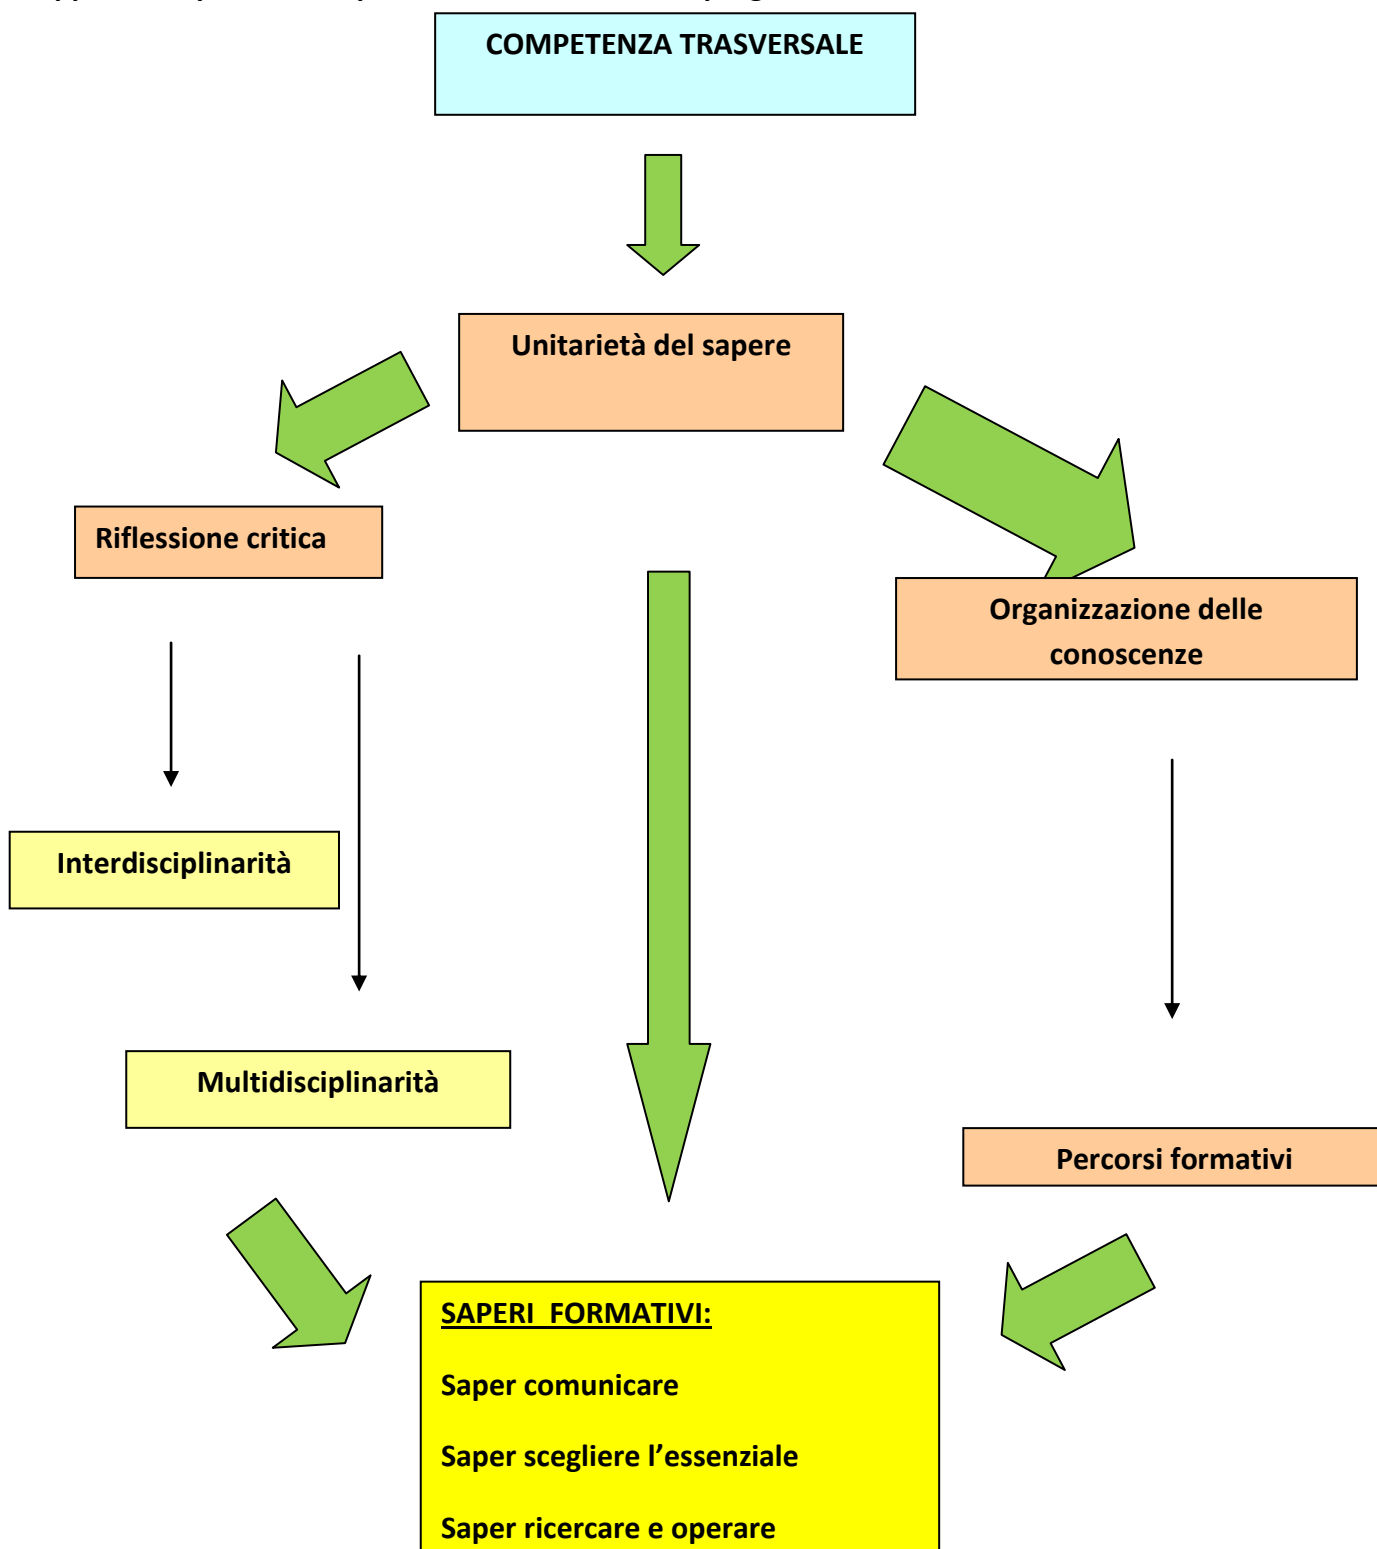 COMPETENZA TRASVERSALE
Unitarietà del sapere
Riflessione critica
Organizzazione delle
conoscenze
Interdisciplinarità
Multidisciplinarità
Percorsi formativi
SAPERI FORMATIVI:
Saper comunicare
Saper scegliere l’essenziale
Saper ricercare e operare